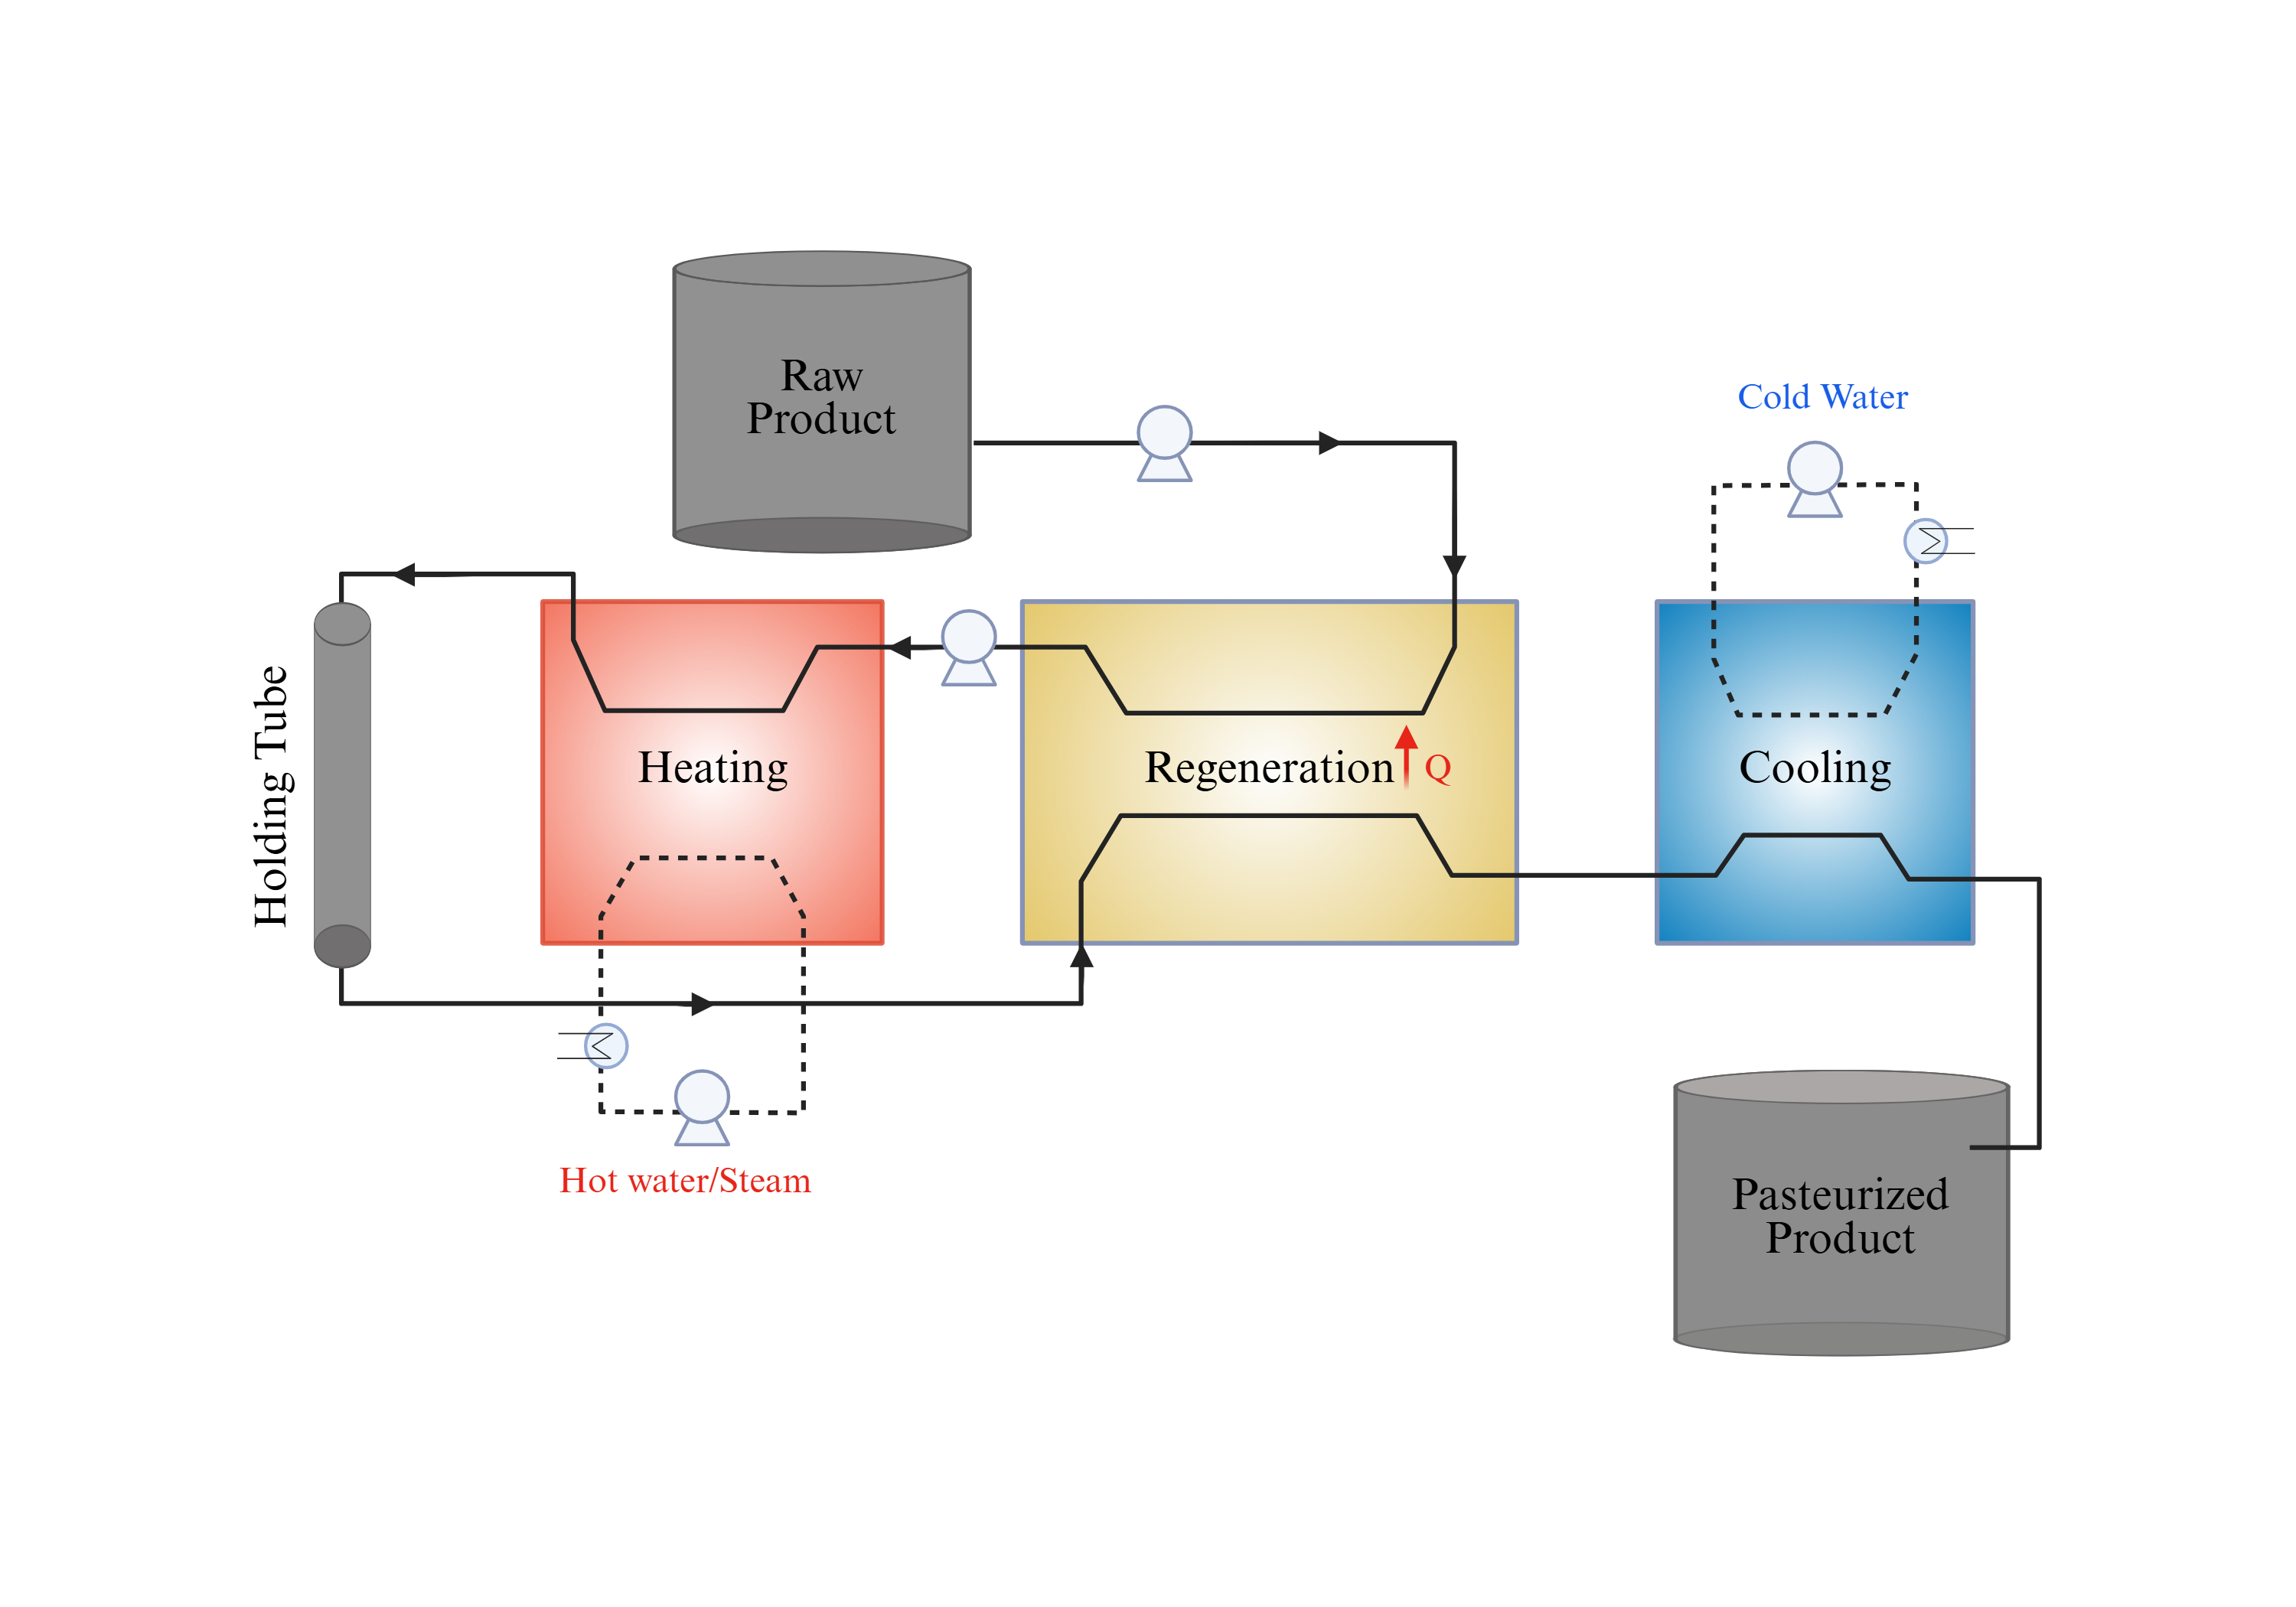 Raw
Product
Cold Water
Holding Tube
Heating
Regeneration
Q
Cooling
Hot water/Steam
Pasteurized
Product